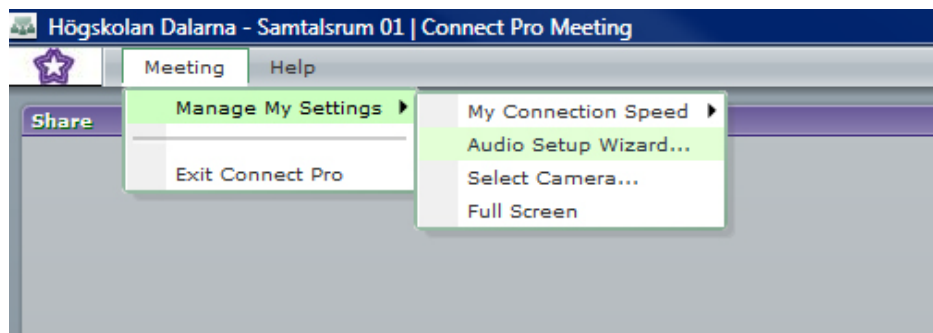 Högskolan Dalarna - Samtalsrum 01 | Connect Pro Meeting
Meeting Help
Share
Manage My Settings
Exit Connect Pro
My Connection Speed
Audio Setup Wizard...
Select Camera...
Full Screen